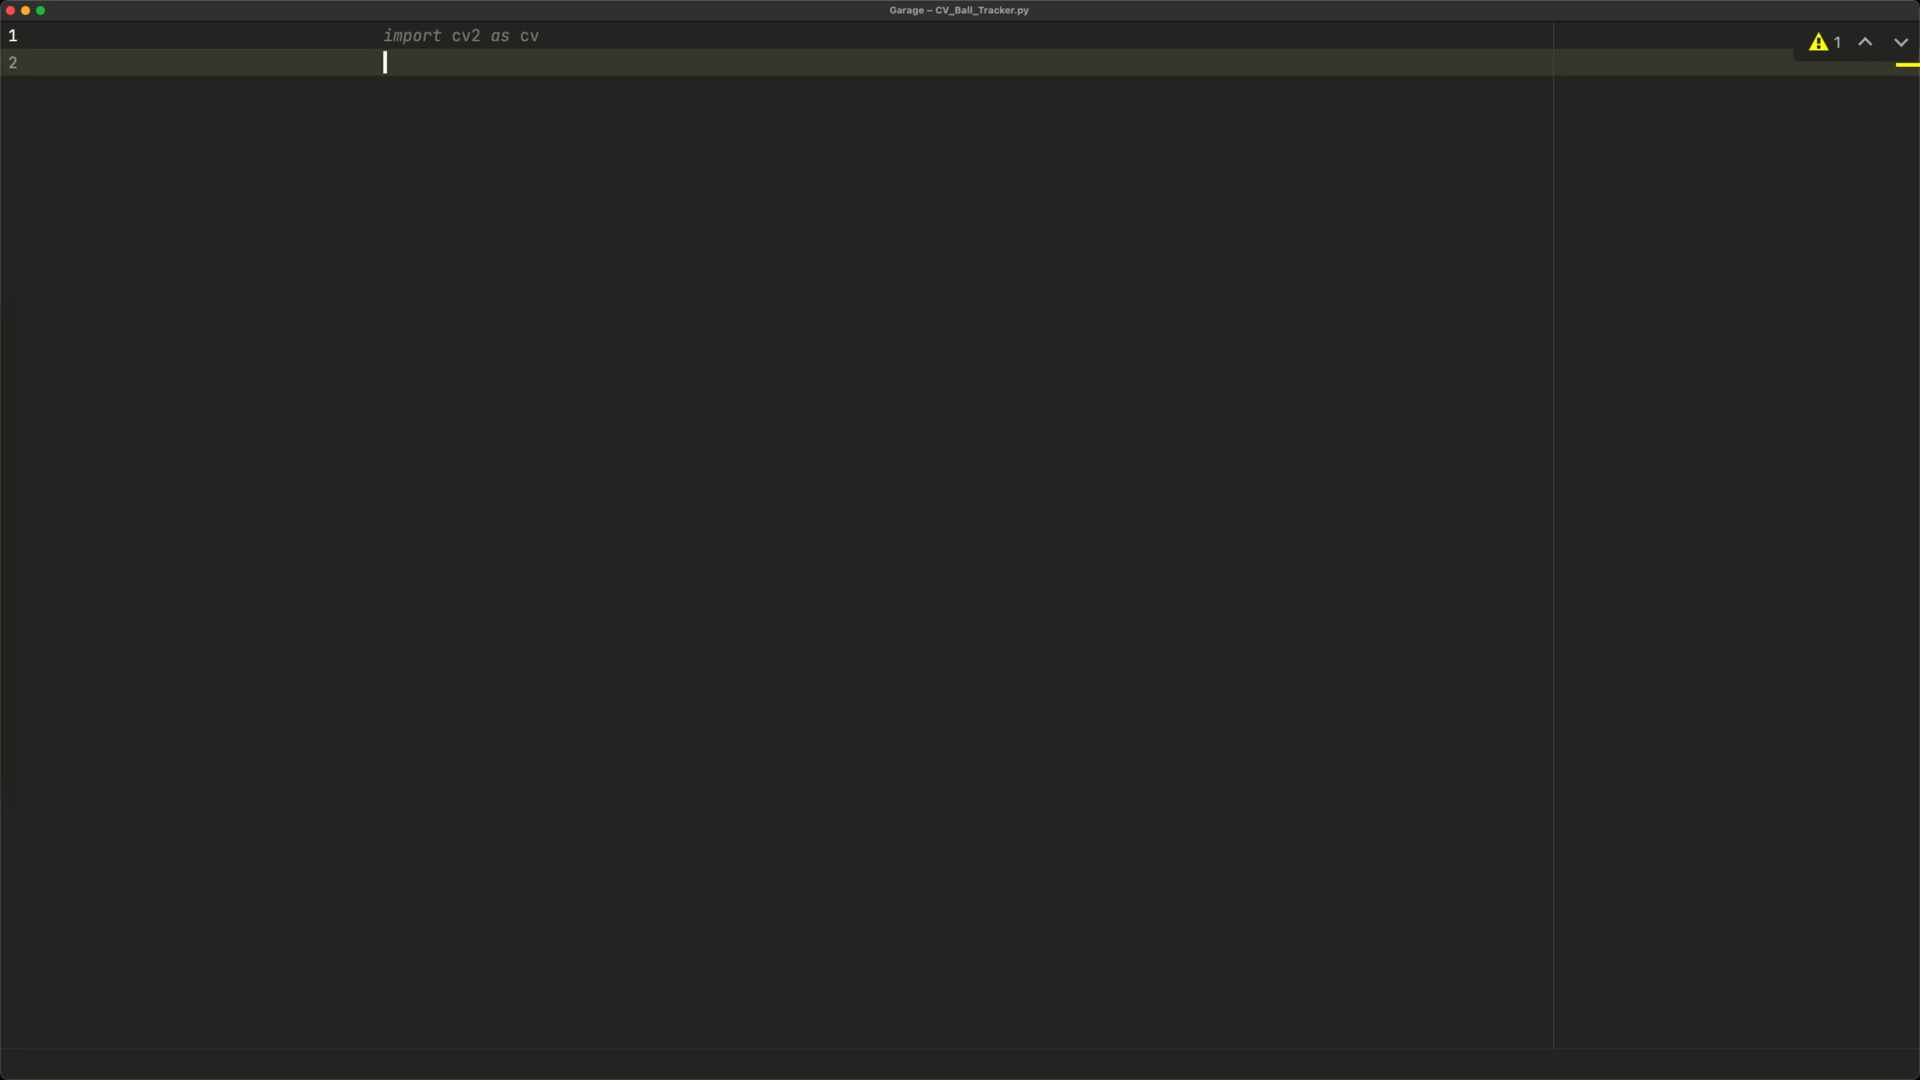 Garage – CV_Ball_Tracker.py
1 import cv2 as cv
1
2